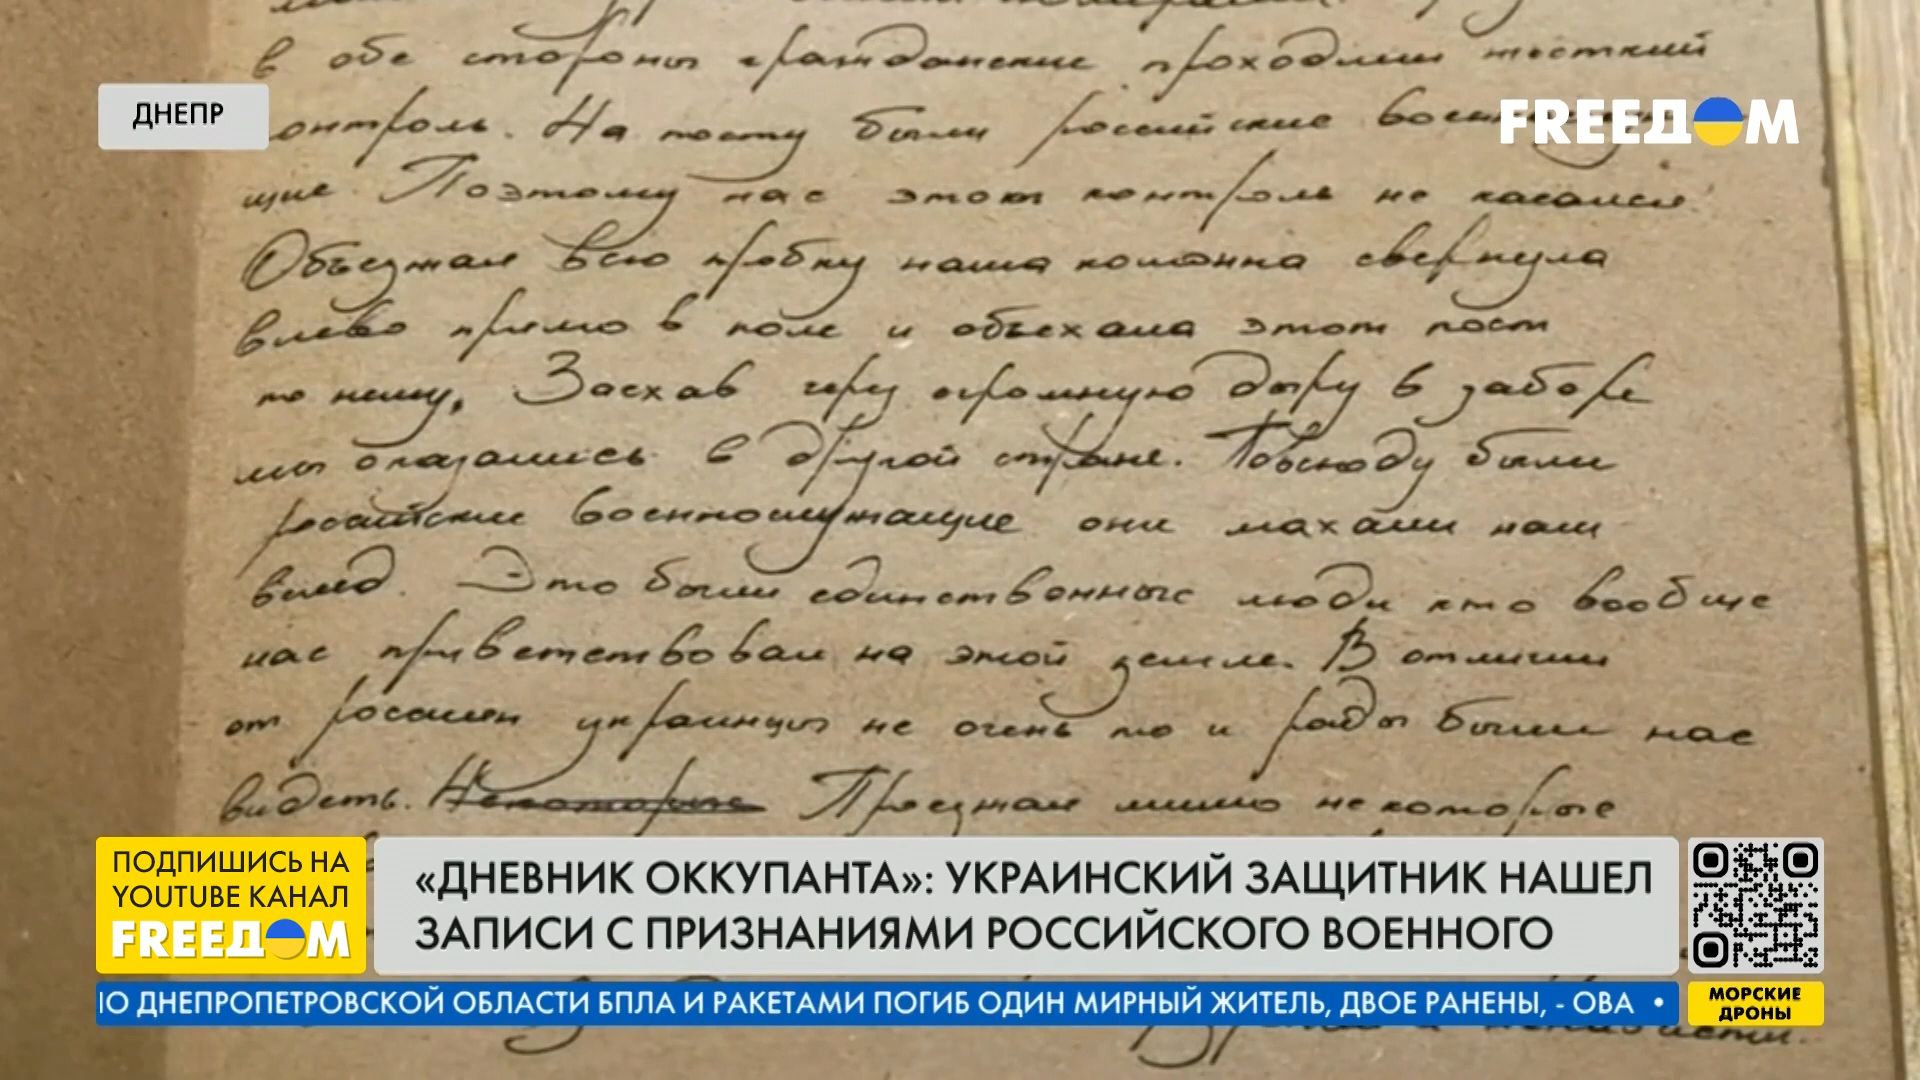 в обе стороны гражданские проходили жёсткий
ДНЕПР
FREEДОМ
контроль. На посту были российские военнослужа
щие. Поэтому нас этот контроль не касался.
Объезжая всю пробку наша колонна свернула
влево прямо в поле и объехала этот пост
по нему. Заехав через огромную дыру в заборе
мы оказались в другой стране. Повсюду были
российские военнослужащие они махали нам
вслед. Это были единственные люди кто вообще
нас приветствовал на этой земле. В отличии
от россиян украинцы не очень то и рады были нас
видеть. Некоторые Проезжая мимо некоторые
ПОДПИШИСЬ НА
YOUTUBE КАНАЛ
FREEДОМ
«ДНЕВНИК ОККУПАНТА»: УКРАИНСКИЙ ЗАЩИТНИК НАШЕЛ
ЗАПИСИ С ПРИЗНАНИЯМИ РОССИЙСКОГО ВОЕННОГО
ПО ДНЕПРОПЕТРОВСКОЙ ОБЛАСТИ БПЛА И РАКЕТАМИ ПОГИБ ОДИН МИРНЫЙ ЖИТЕЛЬ, ДВОЕ РАНЕНЫ, - ОВА •
МОРСКИЕ
ДРОНЫ